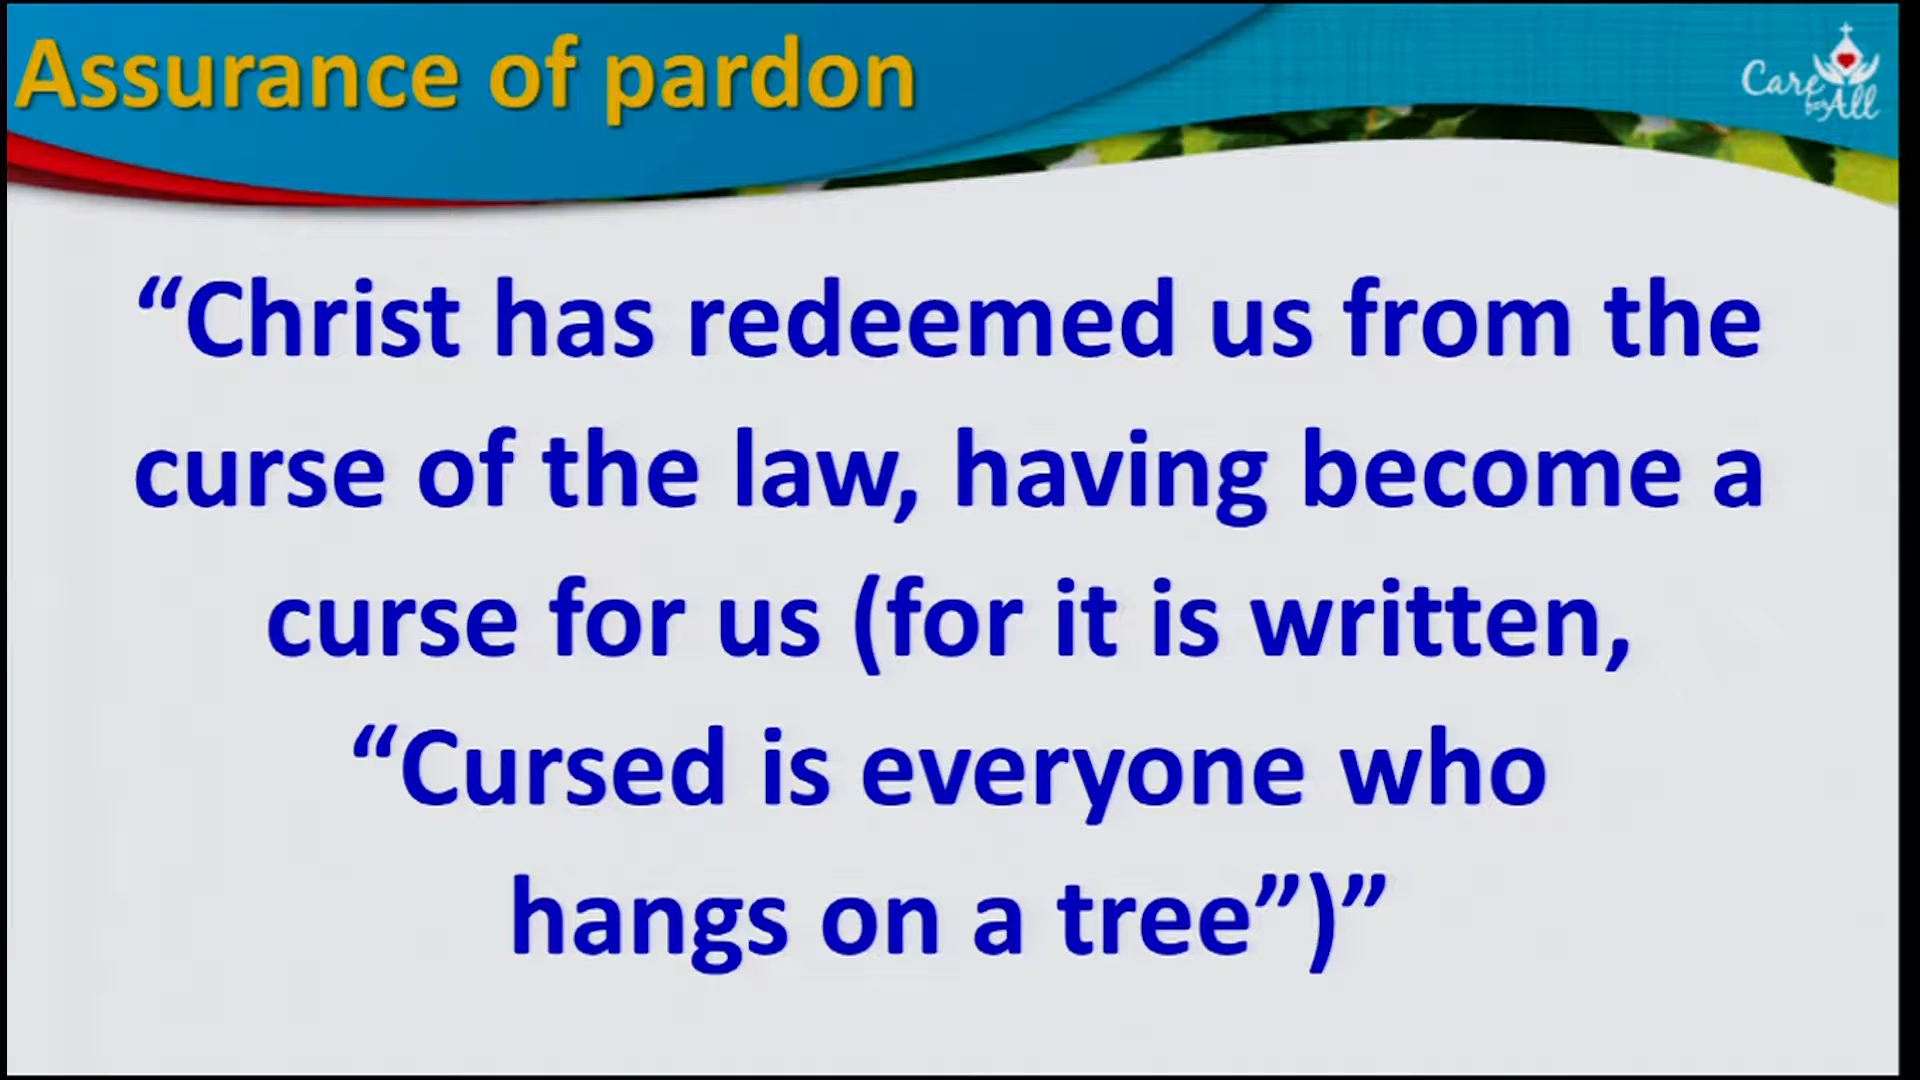 Assurance of pardon
Care
for All
“Christ has redeemed us from the
curse of the law, having become a
curse for us (for it is written,
“Cursed is everyone who
hangs on a tree”)”